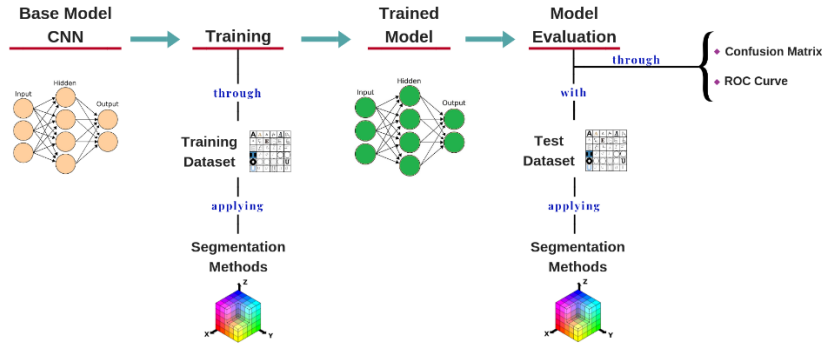 Base Model
CNN
Training
Trained
Model
Model
Evaluation
through
Confusion Matrix
ROC Curve
Input
Hidden
Output
through
Input
Hidden
Output
with
Training
Dataset
A
U
Test
Dataset
A
U
applying
applying
Segmentation
Methods
Segmentation
Methods
Z
X
Y
Z
X
Y